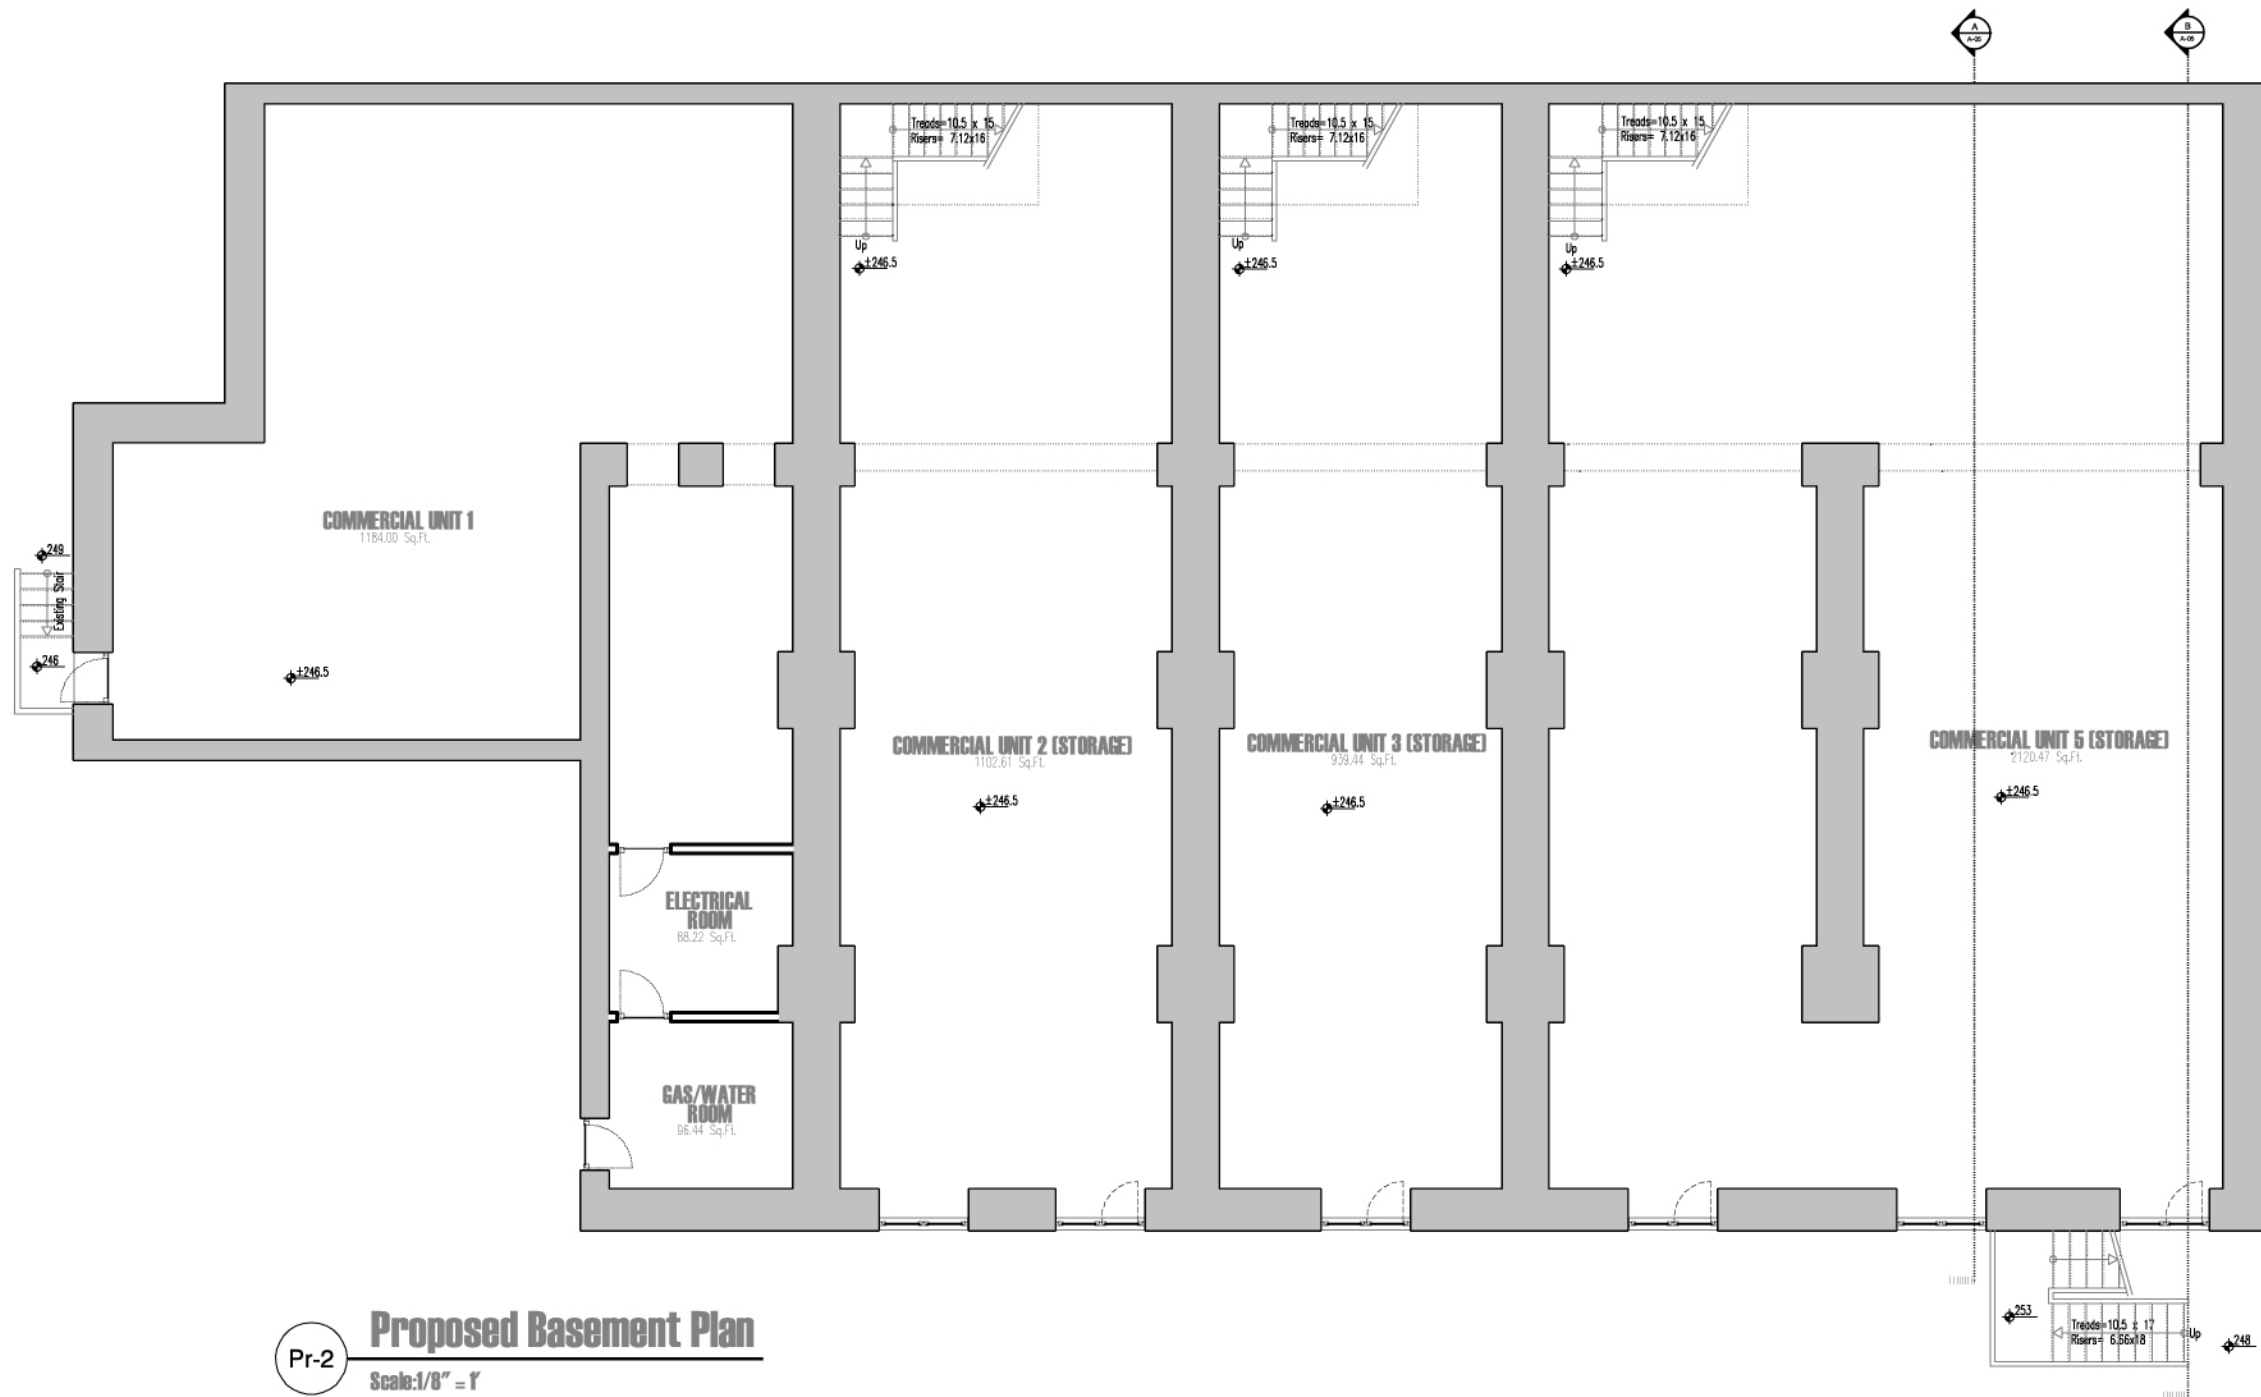 A
A-05
B
A-06
Treads=10.5 x 15
Risers= 7.12x16
Treads=10.5 x 15
Risers= 7.12x16
Treads=10.5 x 15
Risers= 7.12x16
Up
±246.5
Up
±246.5
Up
±246.5
COMMERCIAL UNIT 1
1184.00 Sq.Ft.
249
Existing Stair
246
±246.5
COMMERCIAL UNIT 2 (STORAGE)
1102.61 Sq.Ft.
±246.5
COMMERCIAL UNIT 3 (STORAGE)
939.44 Sq.Ft.
±246.5
COMMERCIAL UNIT 5 (STORAGE)
2120.47 Sq.Ft.
±246.5
ELECTRICAL
ROOM
88.22 Sq.Ft.
GAS/WATER
ROOM
96.44 Sq.Ft.
253
Treads=10.5 x 17
Risers= 6.66x18
Up
248
Pr-2
Proposed Basement Plan
Scale:1/8" = 1'